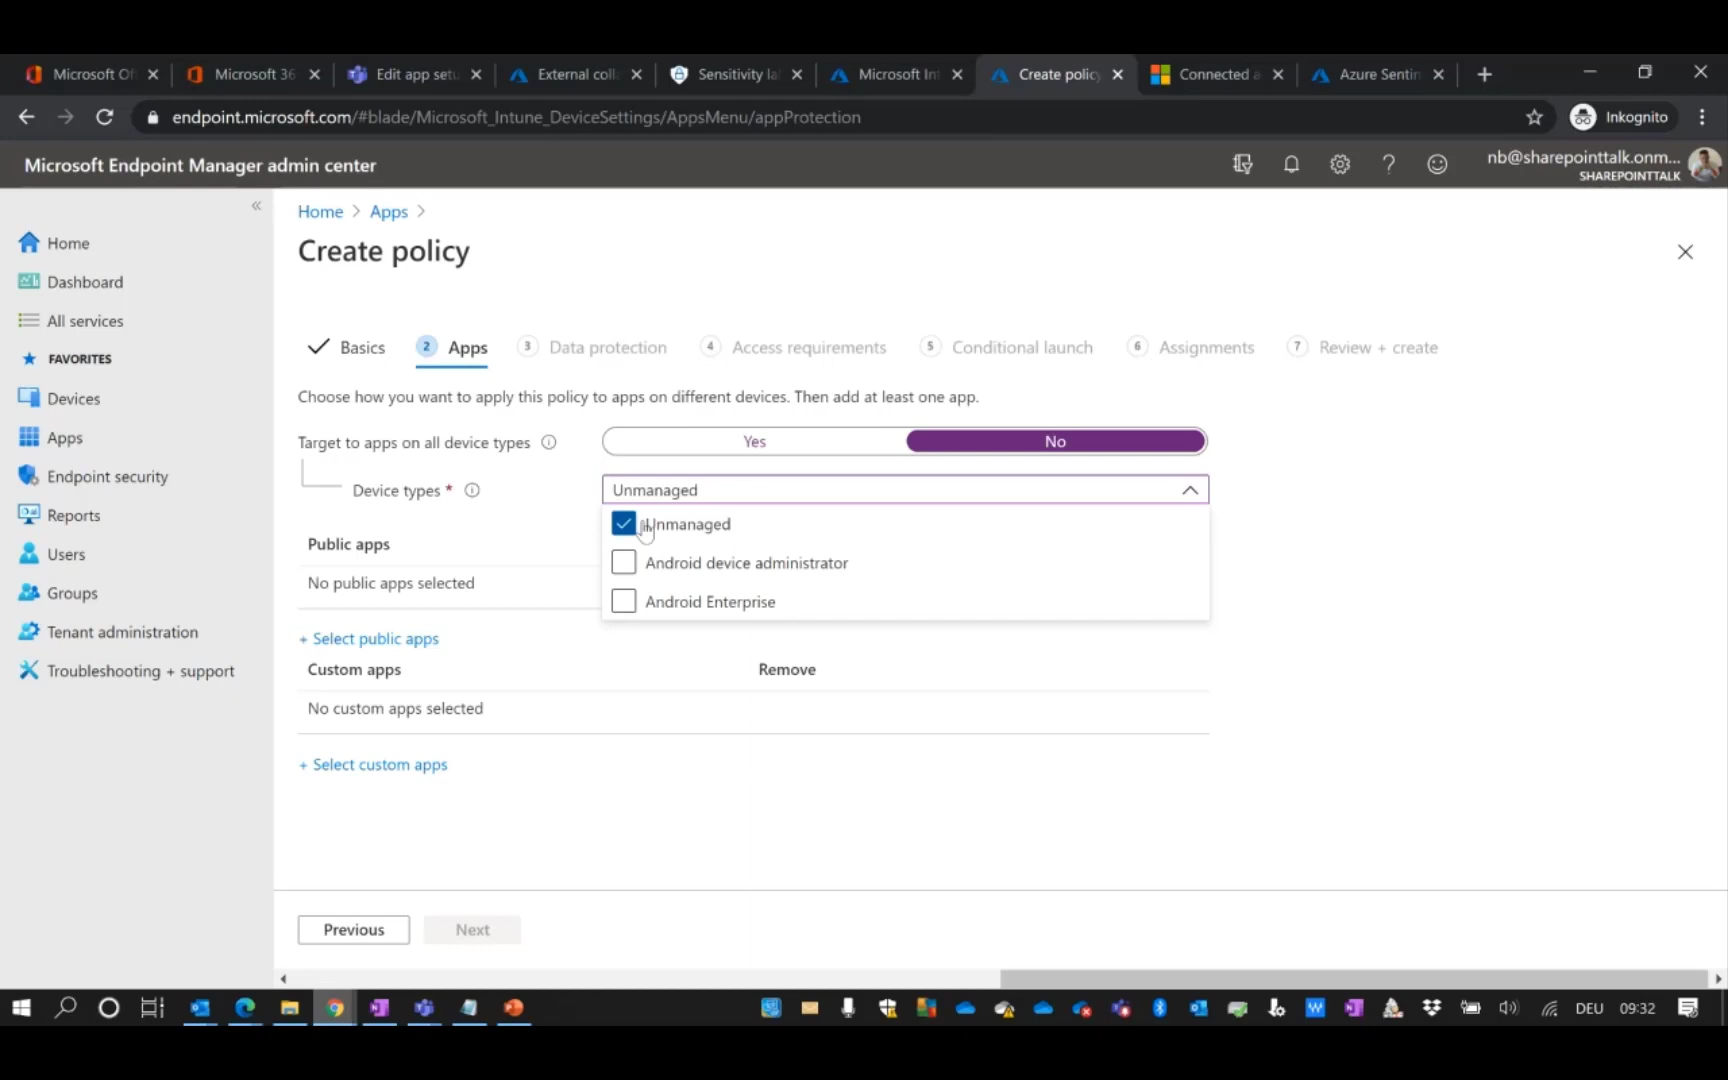 Microsoft Of
Microsoft 36
Edit app setu
External coll
Sensitivity la
Microsoft Int
Create policy
Connected a
Azure Sentin
endpoint.microsoft.com/#blade/Microsoft_Intune_DeviceSettings/AppsMenu/appProtection
Inkognito
Microsoft Endpoint Manager admin center
nb@sharepointtalk.onm...
SHAREPOINTTALK
Home
Dashboard
All services
FAVORITES
Devices
Apps
Endpoint security
Reports
Users
Groups
Tenant administration
Troubleshooting + support
Home > Apps >
Create policy
Basics
2 Apps
3 Data protection
4 Access requirements
5 Conditional launch
6 Assignments
7 Review + create
Choose how you want to apply this policy to apps on different devices. Then add at least one app.
Target to apps on all device types
Yes
No
Device types *
Unmanaged
Unmanaged
Android device administrator
Android Enterprise
Public apps
No public apps selected
+ Select public apps
Custom apps
Remove
No custom apps selected
+ Select custom apps
Previous
Next
DEU
09:32